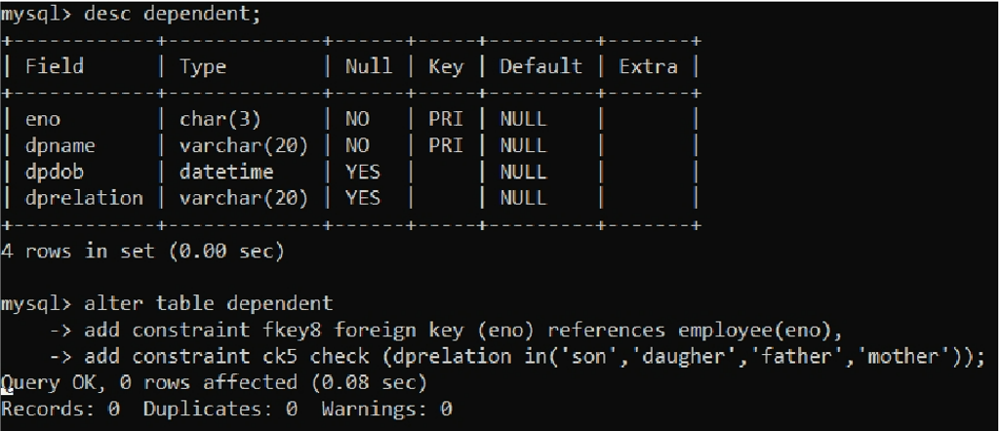 mysql> desc dependent;
+------------+-------------+------+-----+---------+-------+
| Field      | Type        | Null | Key | Default | Extra |
+------------+-------------+------+-----+---------+-------+
| eno        | char(3)     | NO   | PRI | NULL    |       |
| dpname     | varchar(20) | NO   | PRI | NULL    |       |
| dpdob      | datetime    | YES  |     | NULL    |       |
| dprelation | varchar(20) | YES  |     | NULL    |       |
+------------+-------------+------+-----+---------+-------+
4 rows in set (0.00 sec)
mysql> alter table dependent
    -> add constraint fkey8 foreign key (eno) references employee(eno),
    -> add constraint ck5 check (dprelation in('son','daugher','father','mother'));
Query OK, 0 rows affected (0.08 sec)
Records: 0  Duplicates: 0  Warnings: 0